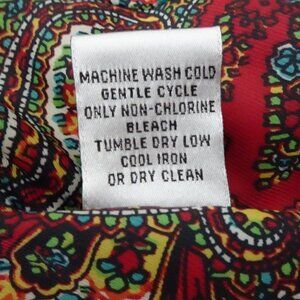 MACHINE WASH COLD
GENTLE CYCLE
ONLY NON-CHLORINE
BLEACH
TUMBLE DRY LOW
COOL IRON
OR DRY CLEAN